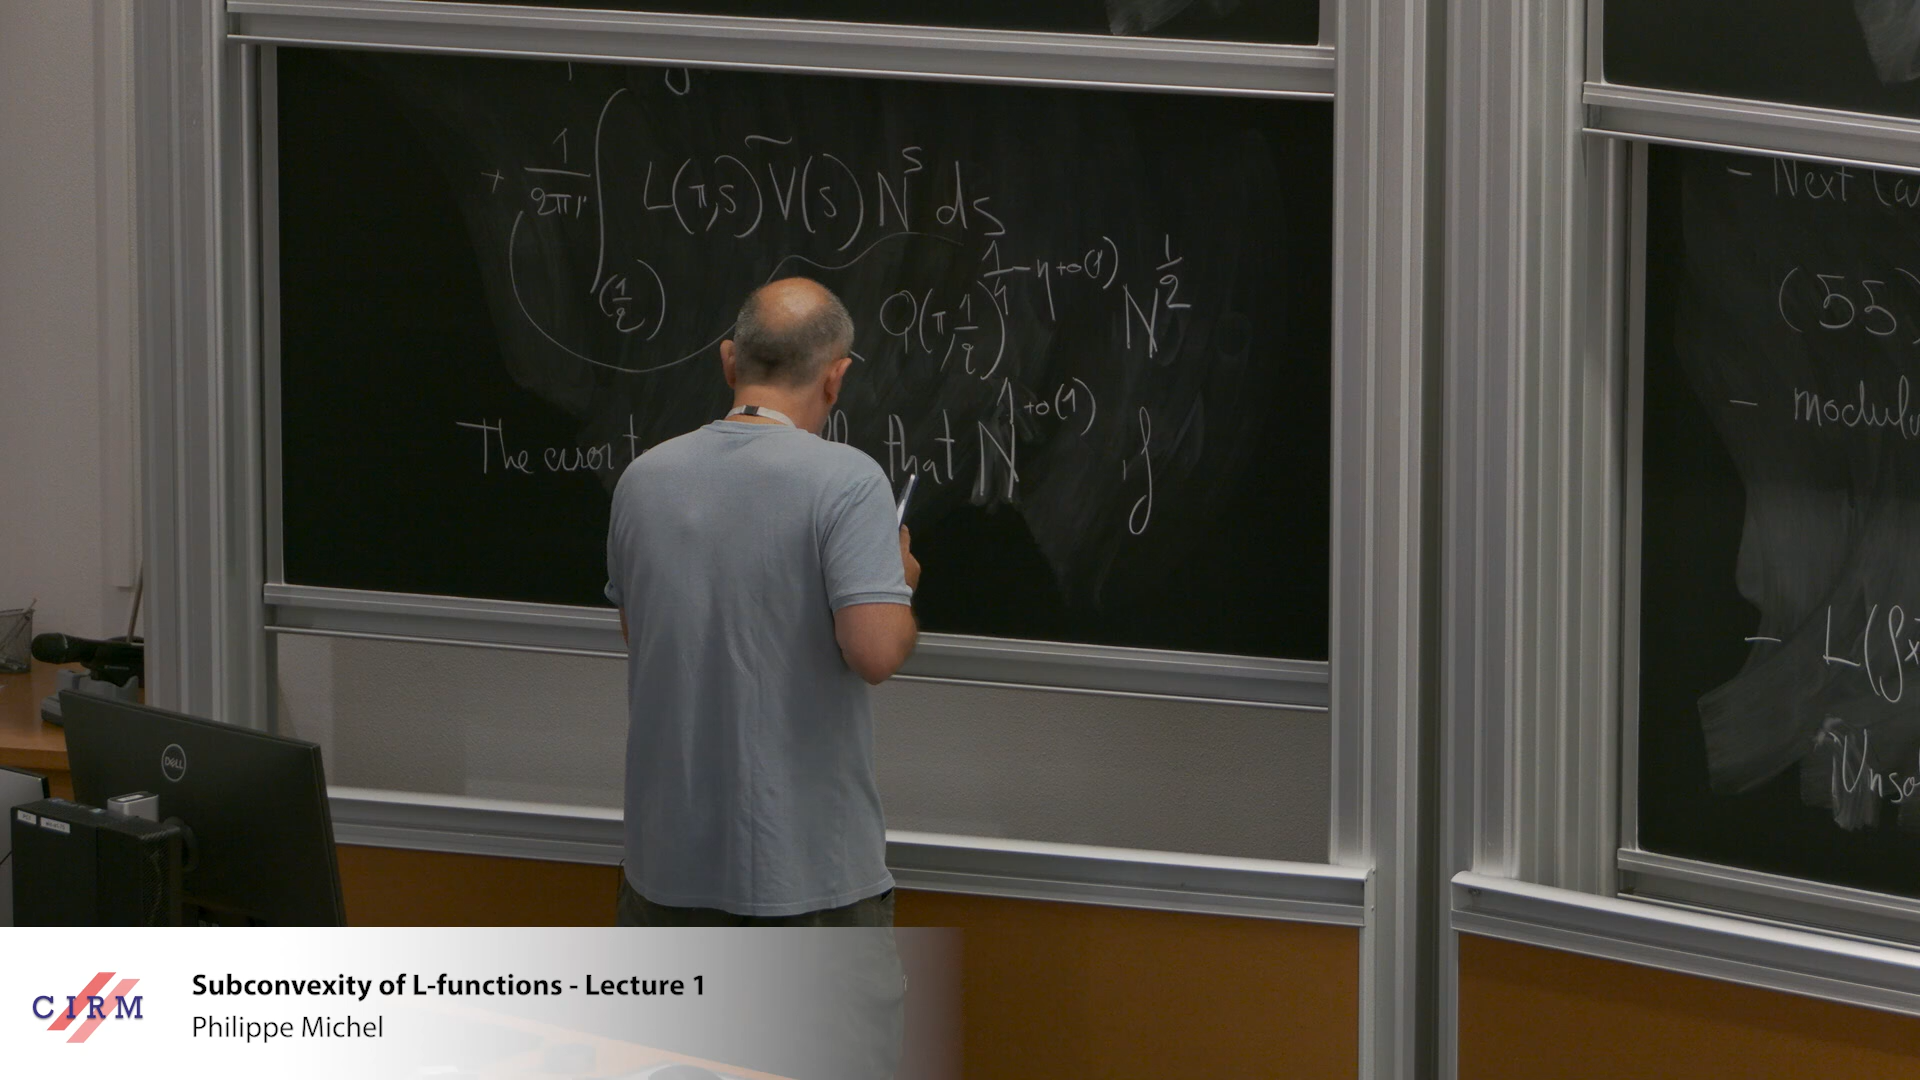 + 1/2πi ∫_(1/2) L(π,s) Ṽ(s) N^s ds
Q(π,1/2)^{1/4-η+o(1)} N^{1/2}
The error that N^{1+o(1)} if
- Next
(55)
- modul
- L(f×
Unso
DELL
CIRM
Subconvexity of L-functions - Lecture 1
Philippe Michel